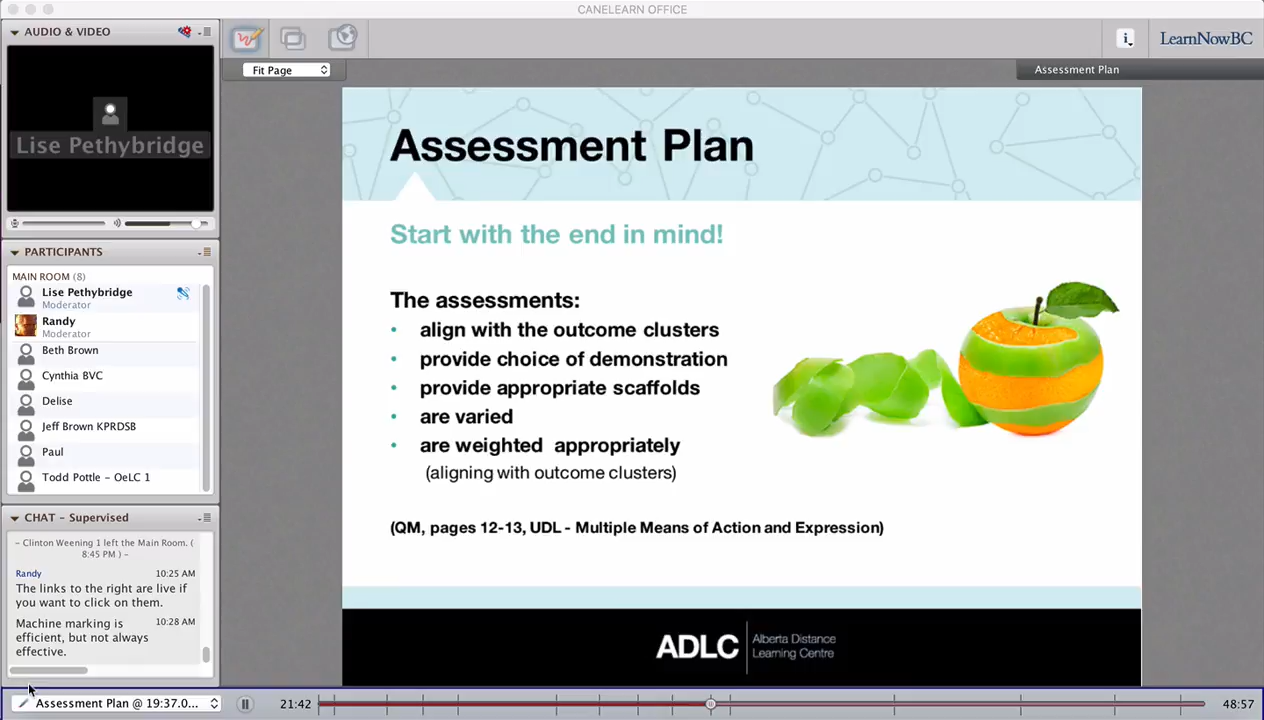 CANELEARN OFFICE
AUDIO & VIDEO
Lise Pethybridge
PARTICIPANTS
MAIN ROOM (8)
Lise Pethybridge
Moderator
Randy
Moderator
Beth Brown
Cynthia BVC
Delise
Jeff Brown KPRDSB
Paul
Todd Pottle - OeLC 1
CHAT - Supervised
- Clinton Weening 1 left the Main Room. (
8:45 PM ) -
Randy 10:25 AM
The links to the right are live if
you want to click on them.
Machine marking is 10:28 AM
efficient, but not always
effective.
Assessment Plan @ 19:37.0...
21:42
48:57
Fit Page
i
LearnNowBC
Assessment Plan
Assessment Plan
Start with the end in mind!
The assessments:
• align with the outcome clusters
• provide choice of demonstration
• provide appropriate scaffolds
• are varied
• are weighted appropriately
(aligning with outcome clusters)
(QM, pages 12-13, UDL - Multiple Means of Action and Expression)
ADLC
Alberta Distance
Learning Centre